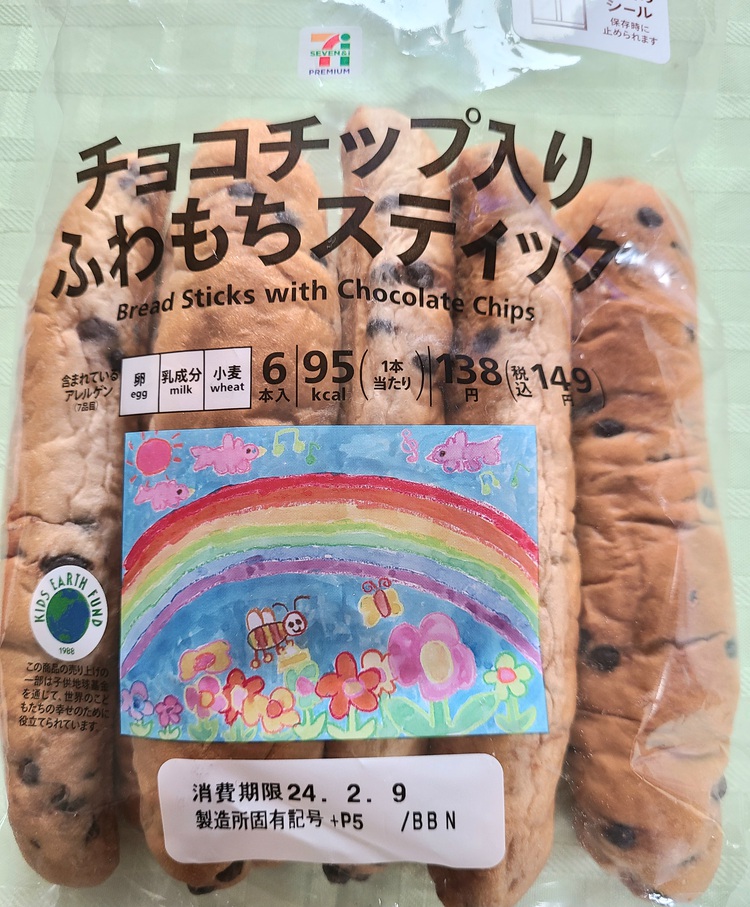 シール
保存時に
止められます
7i
SEVEN&i
PREMIUM
チョコチップ入り
ふわもちスティック
Bread Sticks with Chocolate Chips
含まれている
アレルゲン
(7品目)
卵
egg
乳成分
milk
小麦
wheat
6
本入
95
kcal
(1本
当たり)
138
円
(税
込149
円)
KIDS EARTH FUND
1988
この商品の売り上げの
一部は子供地球基金
を通じて、世界のこど
もたちの幸せのために
役立てられています。
消費期限24. 2. 9
製造所固有記号 +P5 /BBN